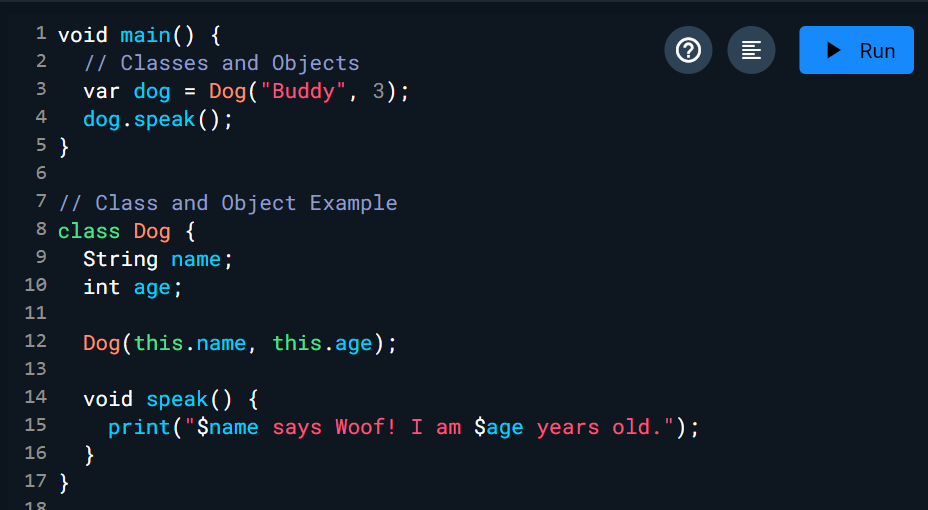 1 void main() {
2   // Classes and Objects
3   var dog = Dog("Buddy", 3);
4   dog.speak();
5 }
6
7 // Class and Object Example
8 class Dog {
9   String name;
10   int age;
11
12   Dog(this.name, this.age);
13
14   void speak() {
15     print("$name says Woof! I am $age years old.");
16   }
17 }
18
Run